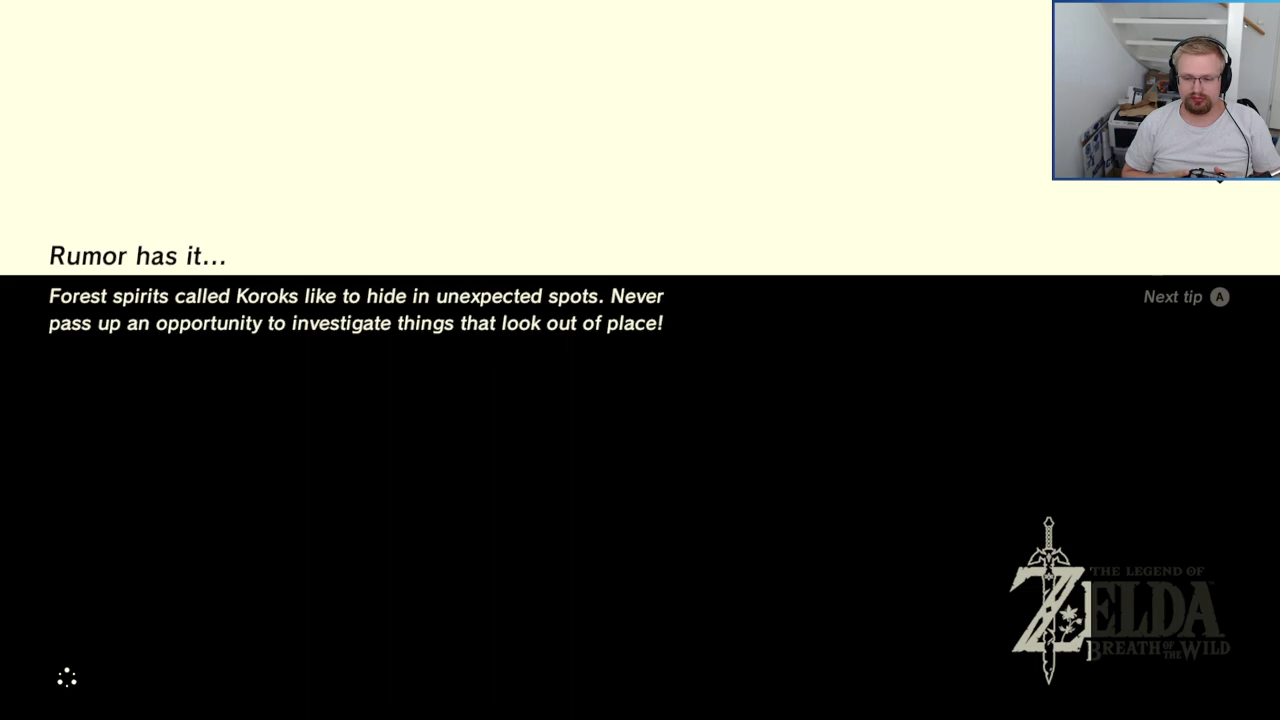 Rumor has it...
Forest spirits called Koroks like to hide in unexpected spots. Never
pass up an opportunity to investigate things that look out of place!
Next tip A
THE LEGEND OF
ZELDA
BREATH OF THE WILD